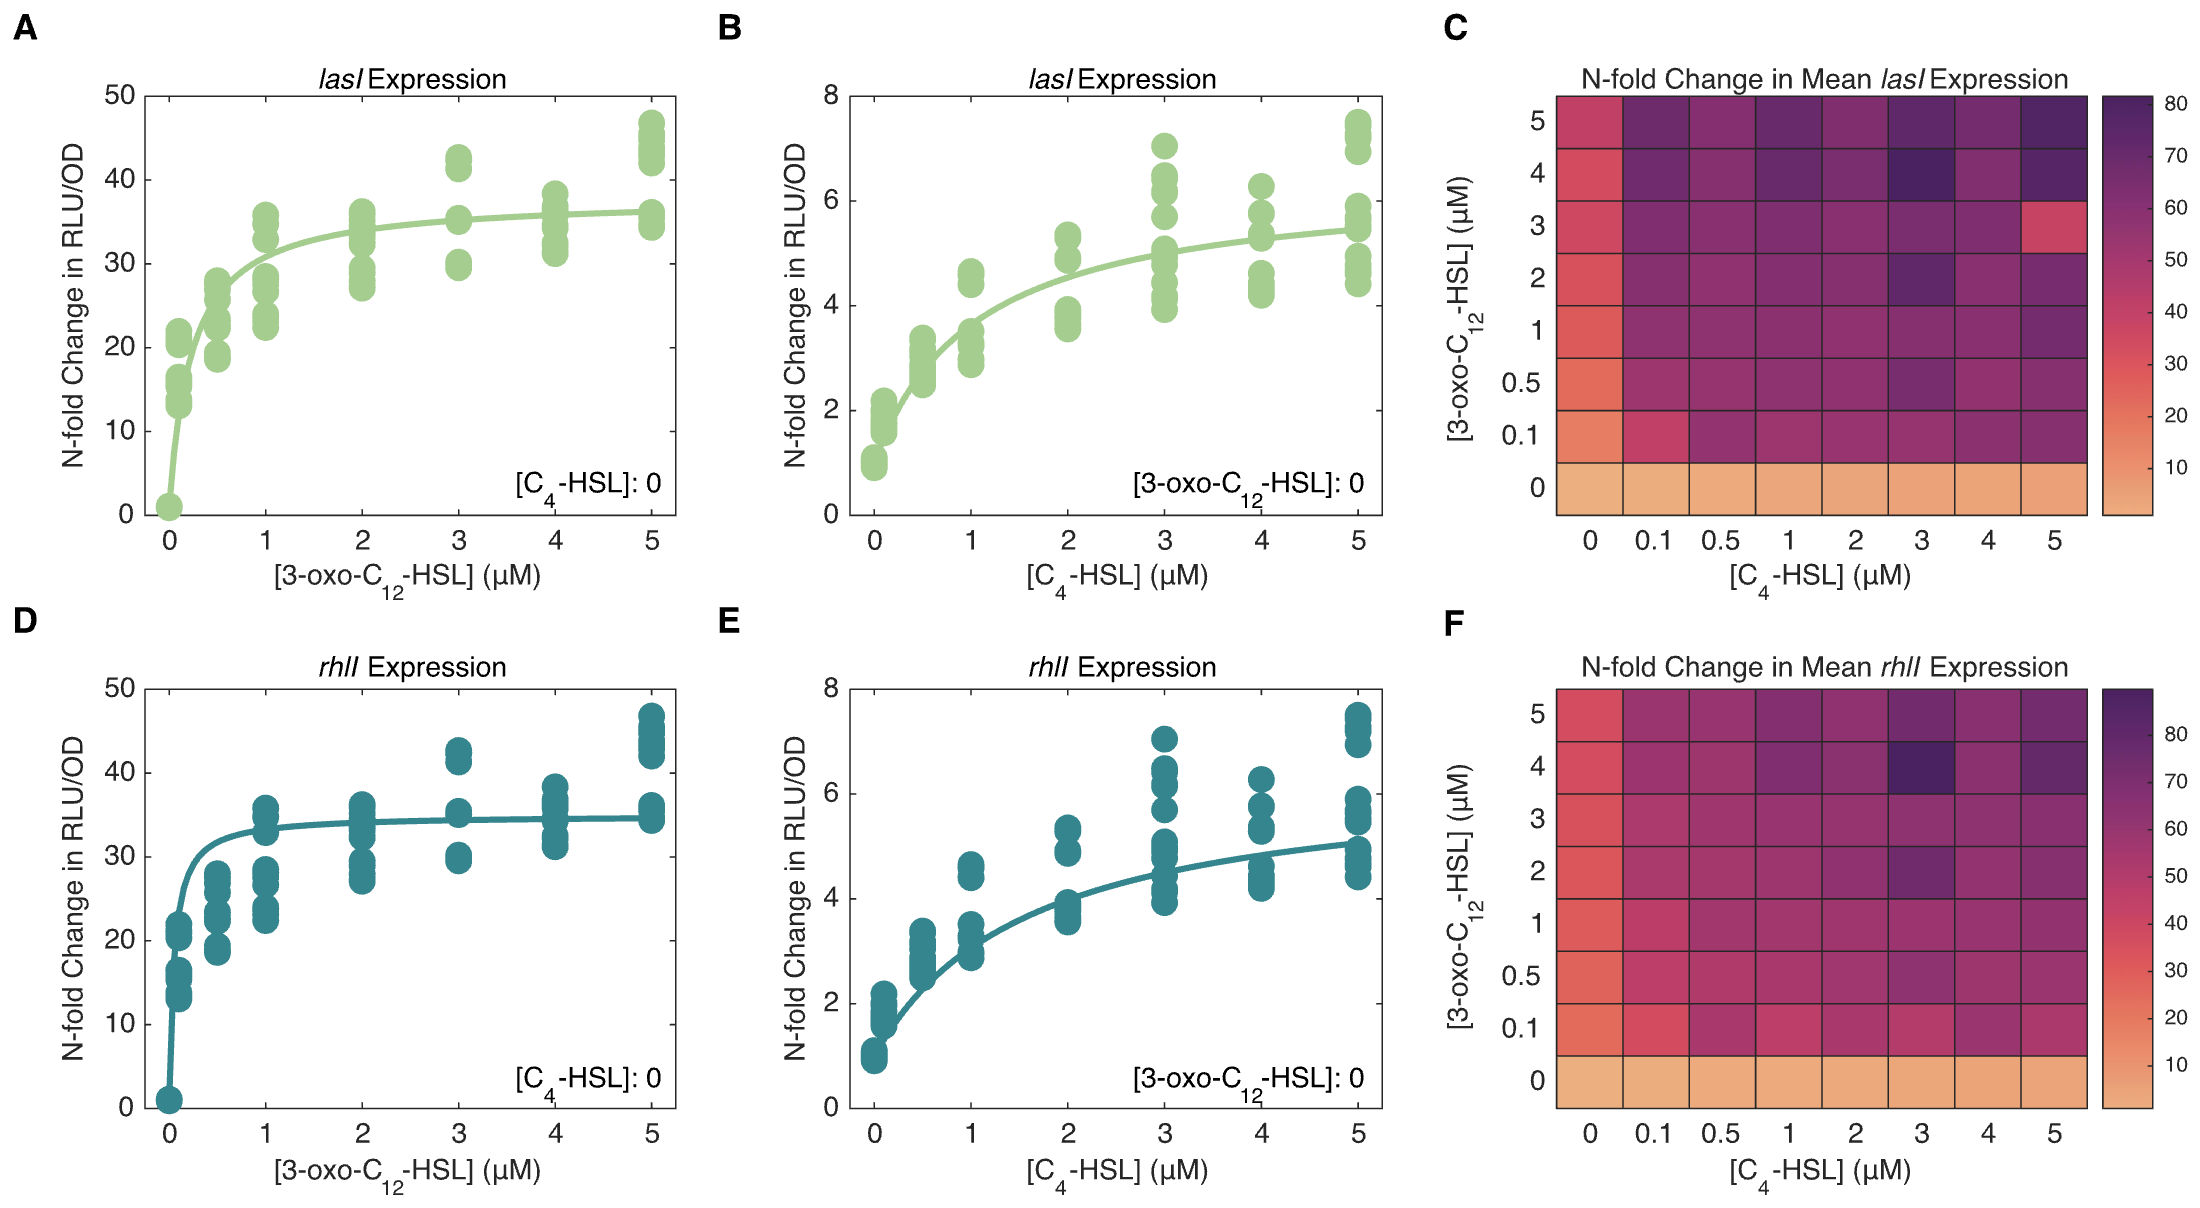 A
lasI Expression
N-fold Change in RLU/OD
50
40
30
20
10
0
[C4-HSL]: 0
0 1 2 3 4 5
[3-oxo-C12-HSL] (µM)
B
lasI Expression
N-fold Change in RLU/OD
8
6
4
2
0
[3-oxo-C12-HSL]: 0
0 1 2 3 4 5
[C4-HSL] (µM)
C
N-fold Change in Mean lasI Expression
[3-oxo-C12-HSL] (µM)
5
4
3
2
1
0.5
0.1
0
0 0.1 0.5 1 2 3 4 5
[C4-HSL] (µM)
80
70
60
50
40
30
20
10
D
rhlI Expression
N-fold Change in RLU/OD
50
40
30
20
10
0
[C4-HSL]: 0
0 1 2 3 4 5
[3-oxo-C12-HSL] (µM)
E
rhlI Expression
N-fold Change in RLU/OD
8
6
4
2
0
[3-oxo-C12-HSL]: 0
0 1 2 3 4 5
[C4-HSL] (µM)
F
N-fold Change in Mean rhlI Expression
[3-oxo-C12-HSL] (µM)
5
4
3
2
1
0.5
0.1
0
0 0.1 0.5 1 2 3 4 5
[C4-HSL] (µM)
80
70
60
50
40
30
20
10